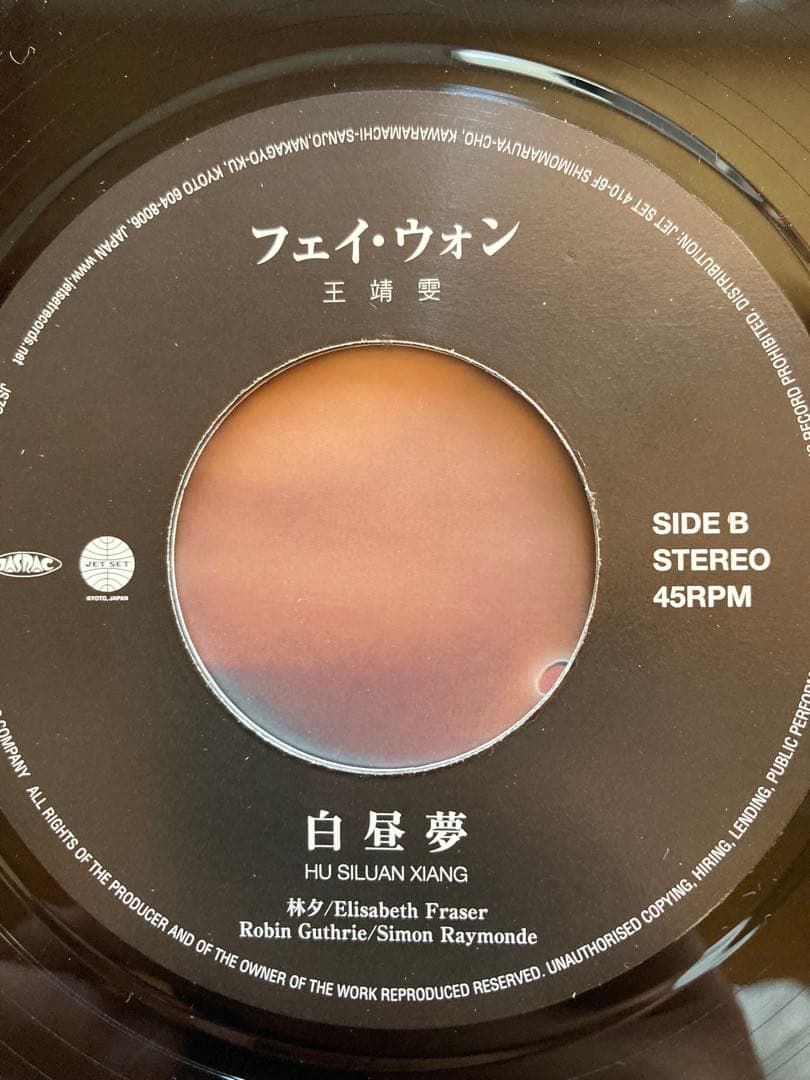 フェイ・ウォン
王靖雯
SIDE B
STEREO
45RPM
JASRAC
JET SET
KYOTO, JAPAN
白昼夢
HU SILUAN XIANG
林夕/Elisabeth Fraser
Robin Guthrie/Simon Raymonde
COMPANY ALL RIGHTS OF THE PRODUCER AND OF THE OWNER OF THE WORK REPRODUCED RESERVED. UNAUTHORISED COPYING, HIRING, LENDING, PUBLIC PERFORM
RECORD PROHIBITED. DISTRIBUTION: JET SET 410-6F SHIMOMARUYA-CHO, KAWARAMACHI-SANJO,NAKAGYO-KU, KYOTO 604-8006, JAPAN www.jetsetrecords.net